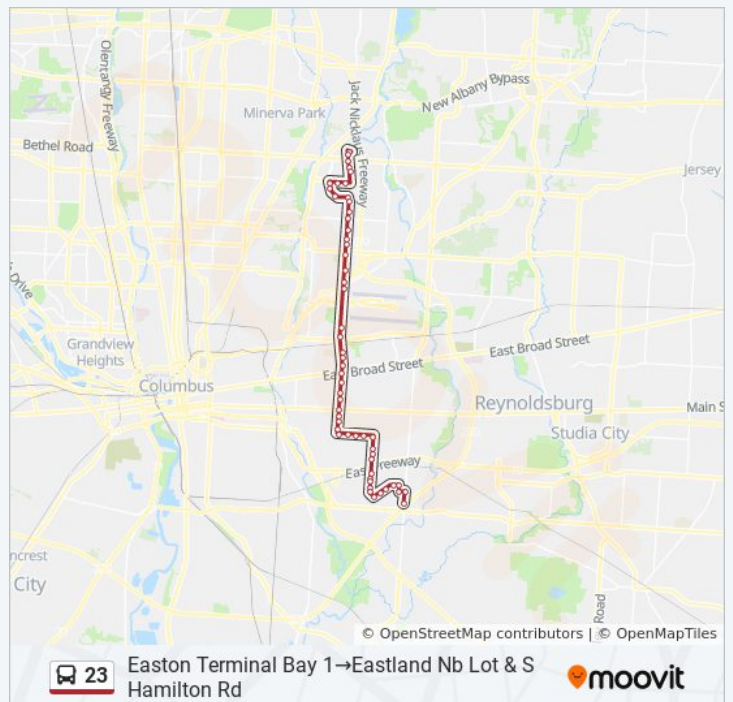 Olentangy Freeway
Jack Nicklaus Freeway
New Albany Bypass
Minerva Park
Bethel Road
Jersey
Drive
Grandview
Heights
Columbus
East Broad Street
East Broad Street
Reynoldsburg
Main S
Studia City
East Freeway
ncrest
City
Road
© OpenStreetMap contributors | © OpenMapTiles
23
Easton Terminal Bay 1→Eastland Nb Lot & S
Hamilton Rd
moovit